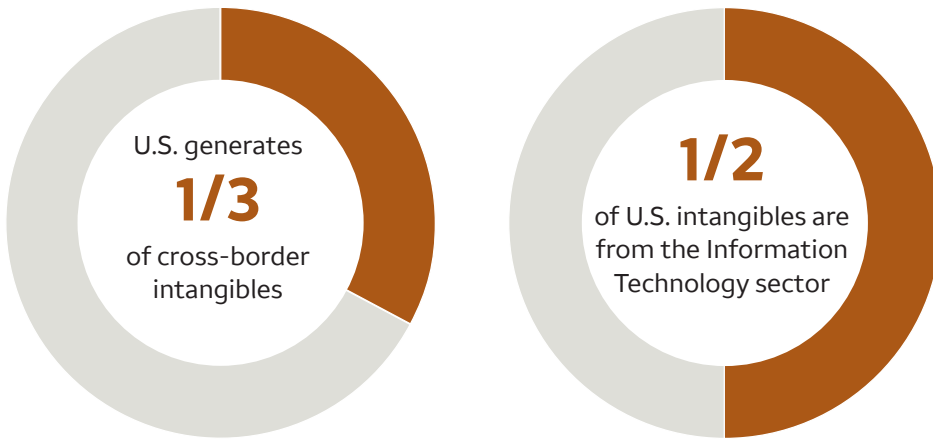 U.S. generates
1/3
of cross-border
intangibles
1/2
of U.S. intangibles are
from the Information
Technology sector